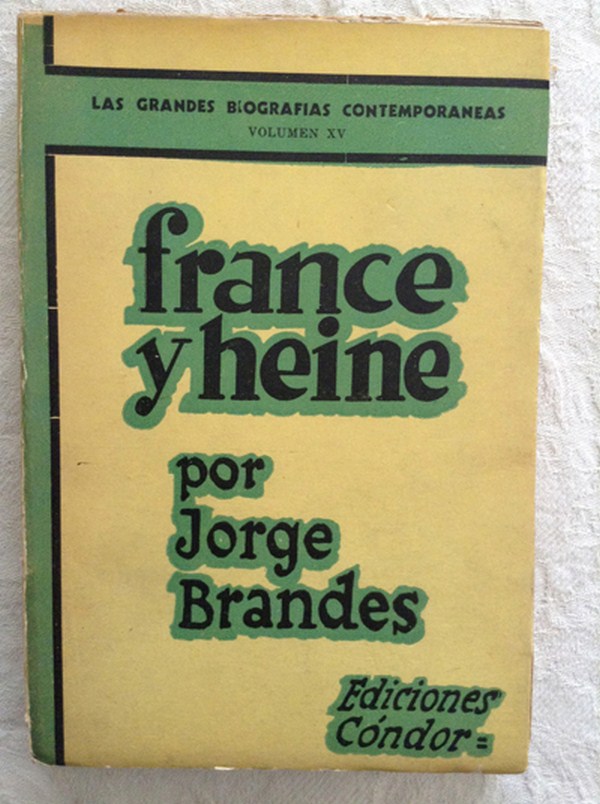 LAS GRANDES BIOGRAFIAS CONTEMPORANEAS
VOLUMEN XV
france
y heine
por
Jorge
Brandes
Ediciones
Cóndor=